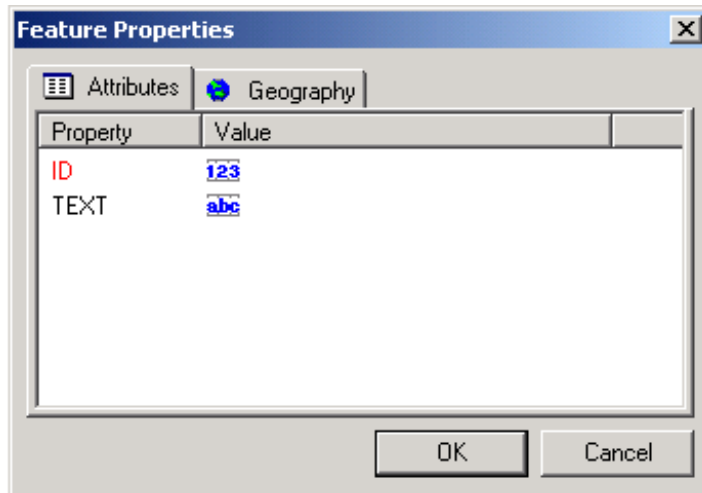 Feature Properties
Attributes Geography
Property Value
ID 123
TEXT abc
OK Cancel